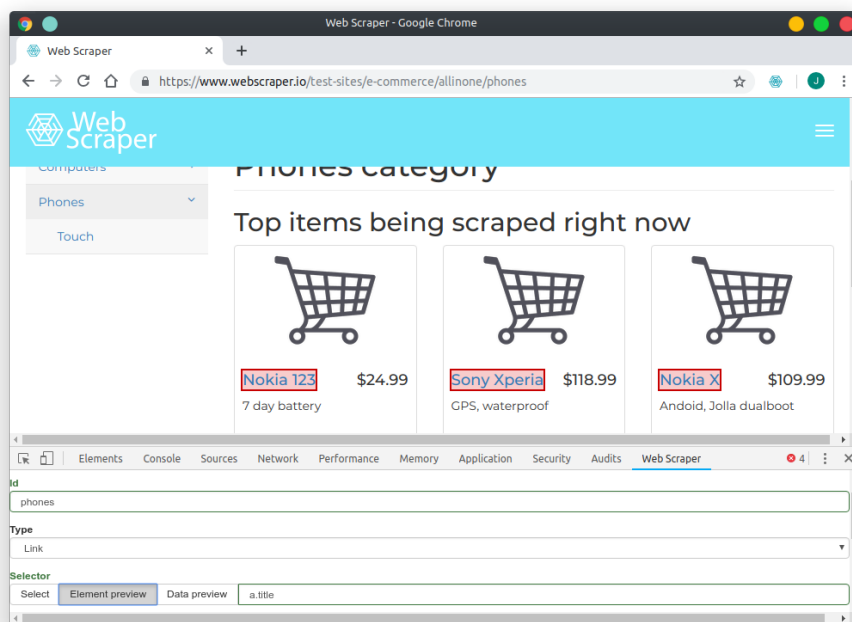 Web Scraper - Google Chrome
Web Scraper
https://www.webscraper.io/test-sites/e-commerce/allinone/phones
J
Web
Scraper
Computers
Phones category
Phones
Top items being scraped right now
Touch
Nokia 123 $24.99
7 day battery
Sony Xperia $118.99
GPS, waterproof
Nokia X $109.99
Andoid, Jolla dualboot
Elements Console Sources Network Performance Memory Application Security Audits Web Scraper 4
Id
phones
Type
Link
Selector
Select Element preview Data preview a.title